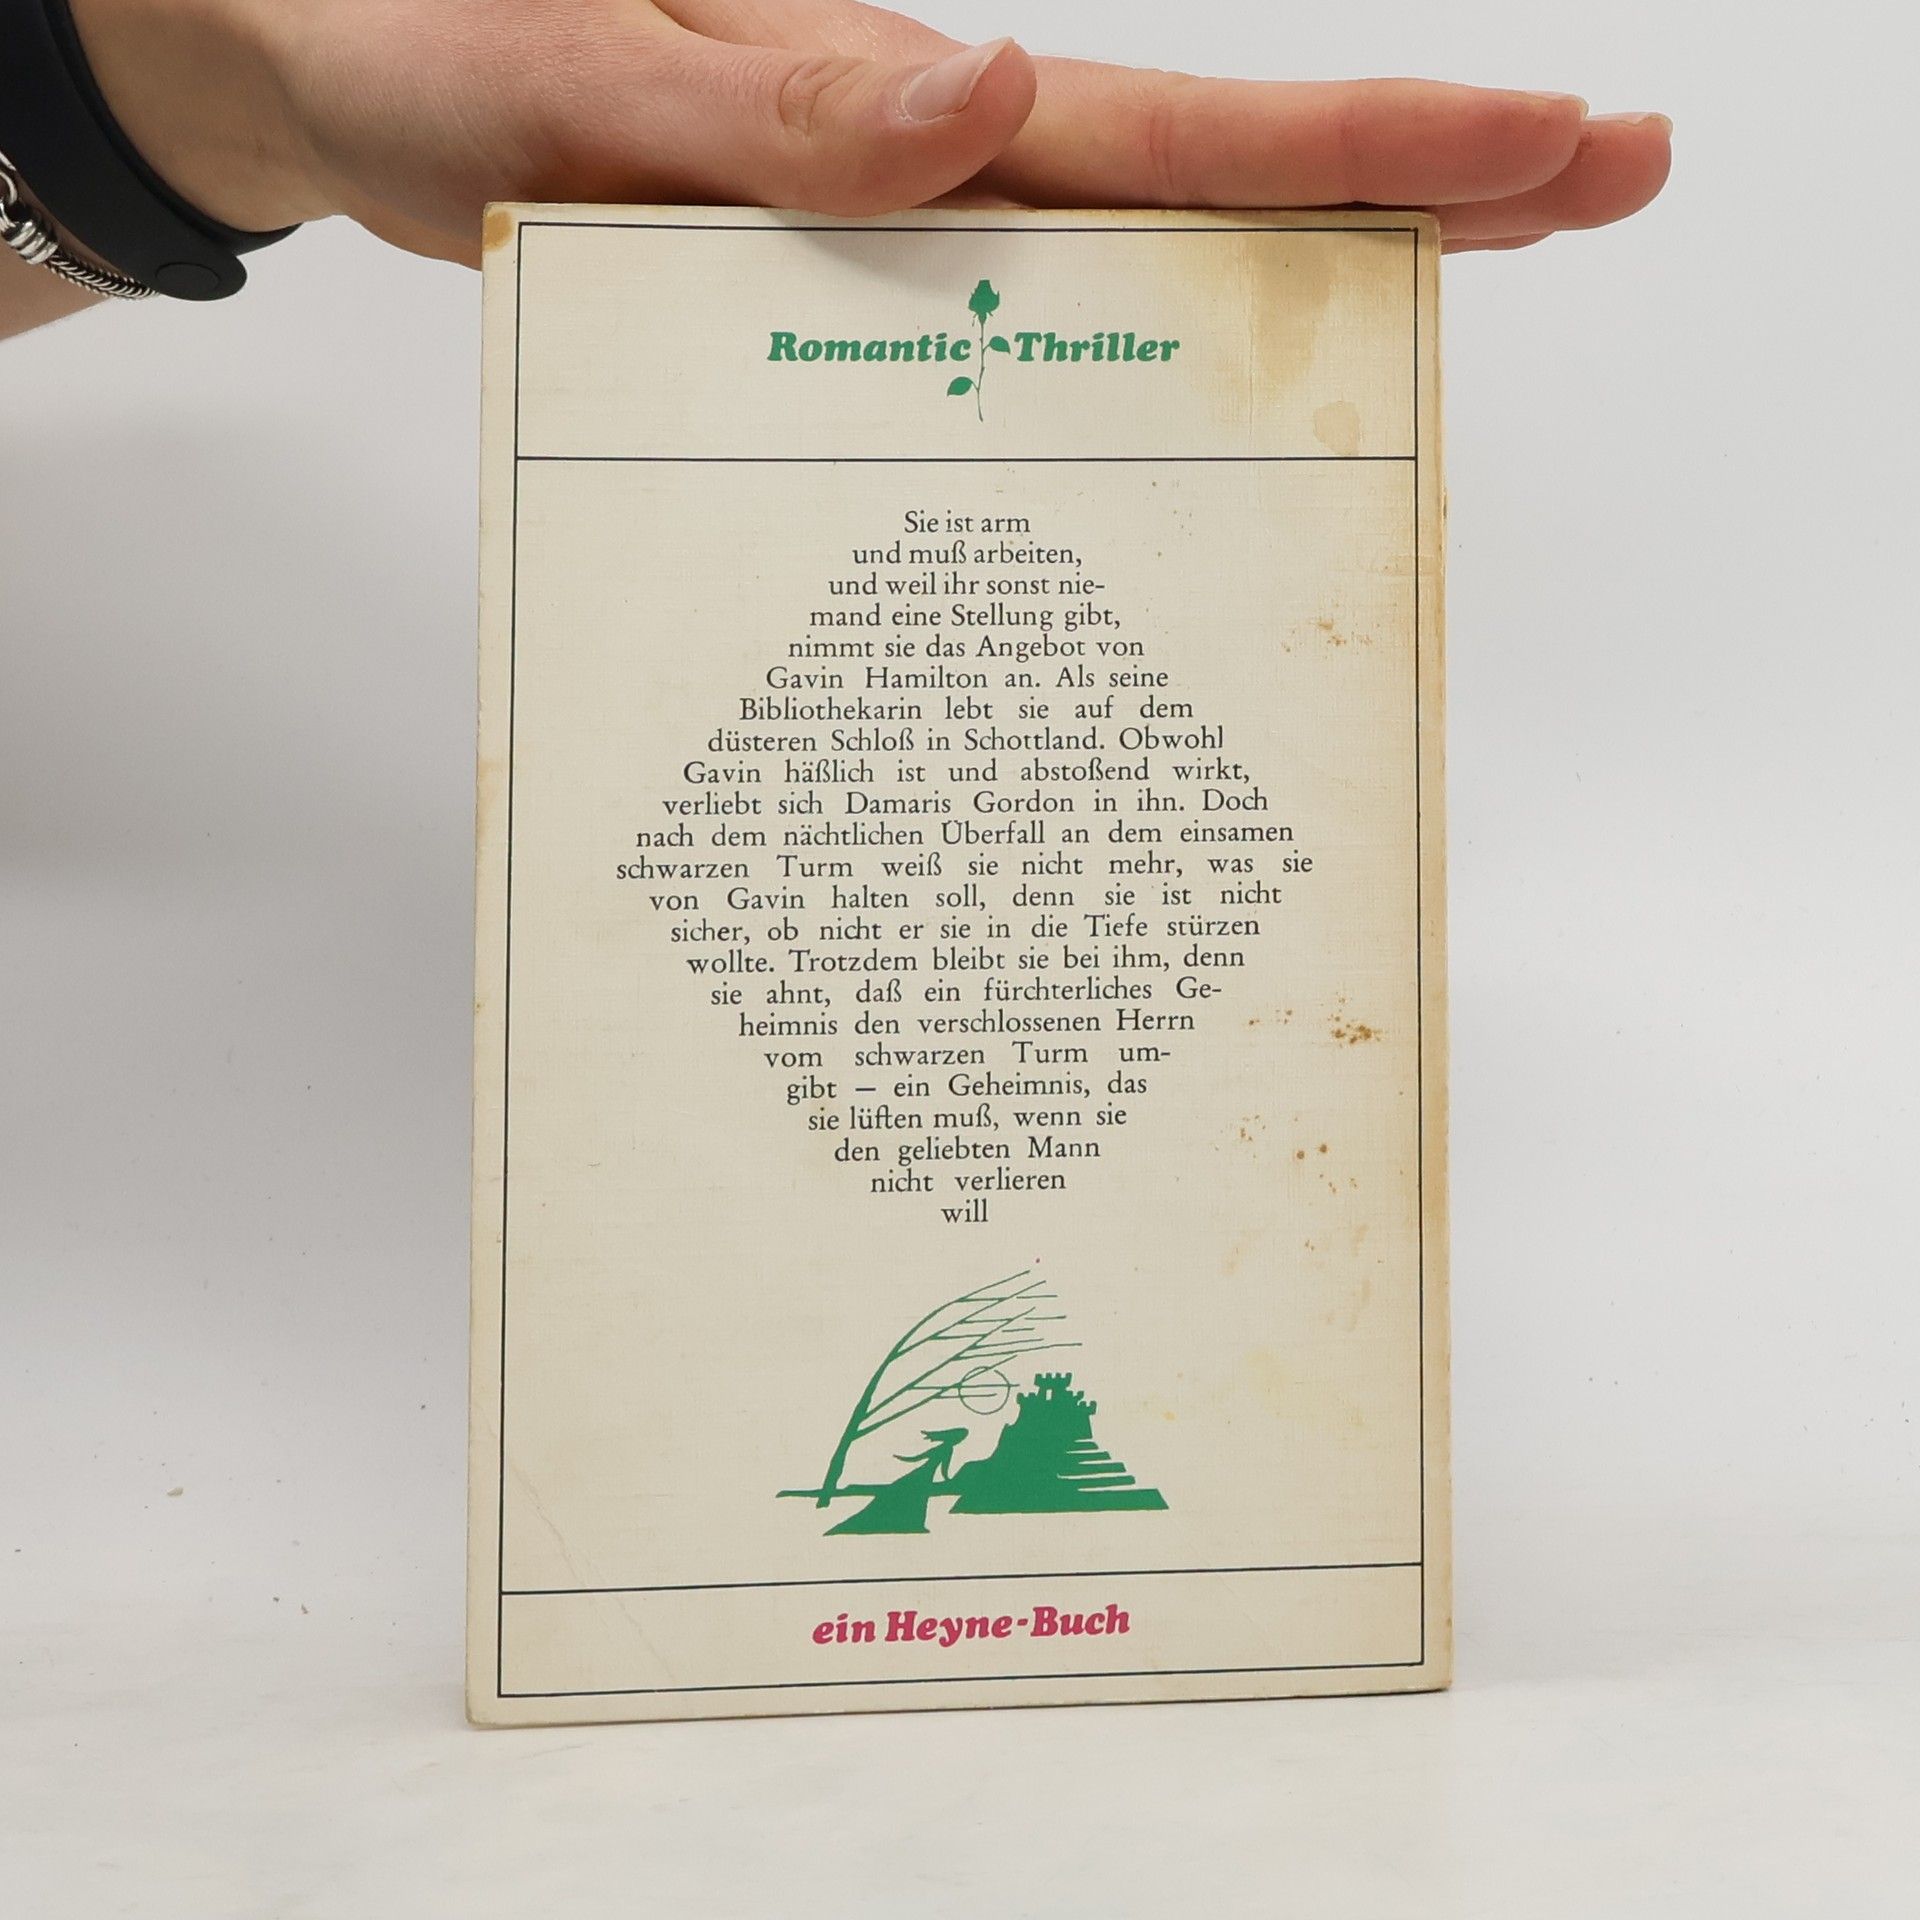 Romantic Thriller
Sie ist arm
und muß arbeiten,
und weil ihr sonst nie-
mand eine Stellung gibt,
nimmt sie das Angebot von
Gavin Hamilton an. Als seine
Bibliothekarin lebt sie auf dem
düsteren Schloß in Schottland. Obwohl
Gavin häßlich ist und abstoßend wirkt,
verliebt sich Damaris Gordon in ihn. Doch
nach dem nächtlichen Überfall an dem einsamen
schwarzen Turm weiß sie nicht mehr, was sie
von Gavin halten soll, denn sie ist nicht
sicher, ob nicht er sie in die Tiefe stürzen
wollte. Trotzdem bleibt sie bei ihm, denn
sie ahnt, daß ein fürchterliches Ge-
heimnis den verschlossenen Herrn
vom schwarzen Turm um-
gibt – ein Geheimnis, das
sie lüften muß, wenn sie
den geliebten Mann
nicht verlieren
will
ein Heyne-Buch